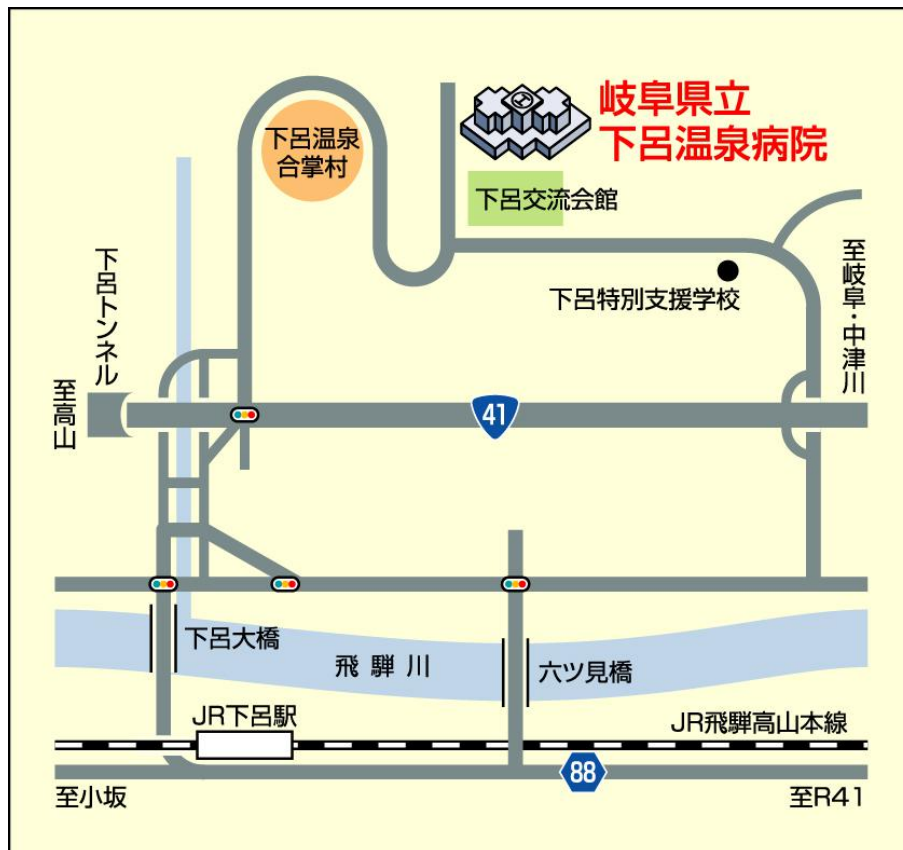 岐阜県立
下呂温泉病院
下呂温泉
合掌村
下呂交流会館
下呂特別支援学校
至岐阜・中津川
下呂トンネル
至高山
41
下呂大橋
飛騨川
六ツ見橋
JR下呂駅
JR飛騨高山本線
88
至小坂
至R41